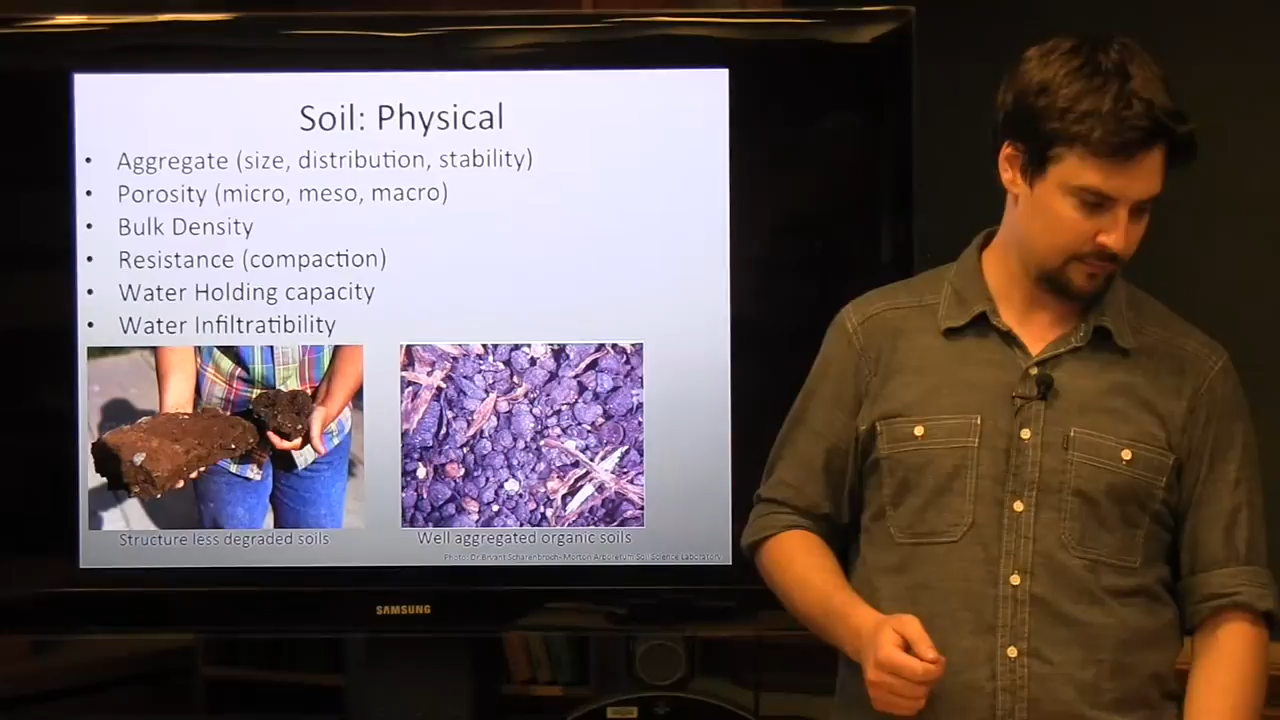 Soil: Physical
• Aggregate (size, distribution, stability)
• Porosity (micro, meso, macro)
• Bulk Density
• Resistance (compaction)
• Water Holding capacity
• Water Infiltratibility
Structure less degraded soils
Well aggregated organic soils
Photo: Dr Bryant Scharenbroch- Morton Arboretum Soil Science Laboratory
SAMSUNG